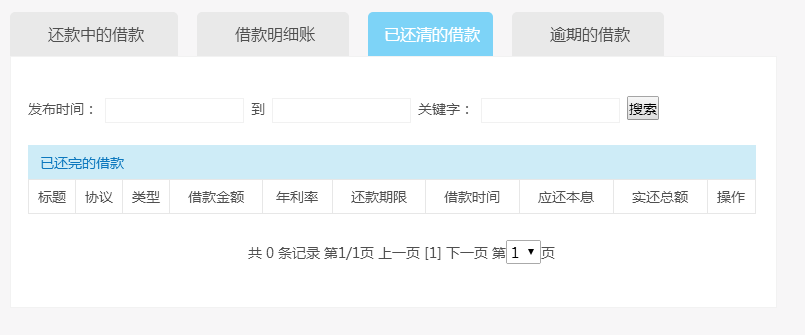 还款中的借款 借款明细账 已还清的借款 逾期的借款
发布时间： 到 关键字： 搜索
已还完的借款
标题 协议 类型 借款金额 年利率 还款期限 借款时间 应还本息 实还总额 操作
共 0 条记录 第1/1页 上一页 [1] 下一页 第 1 页